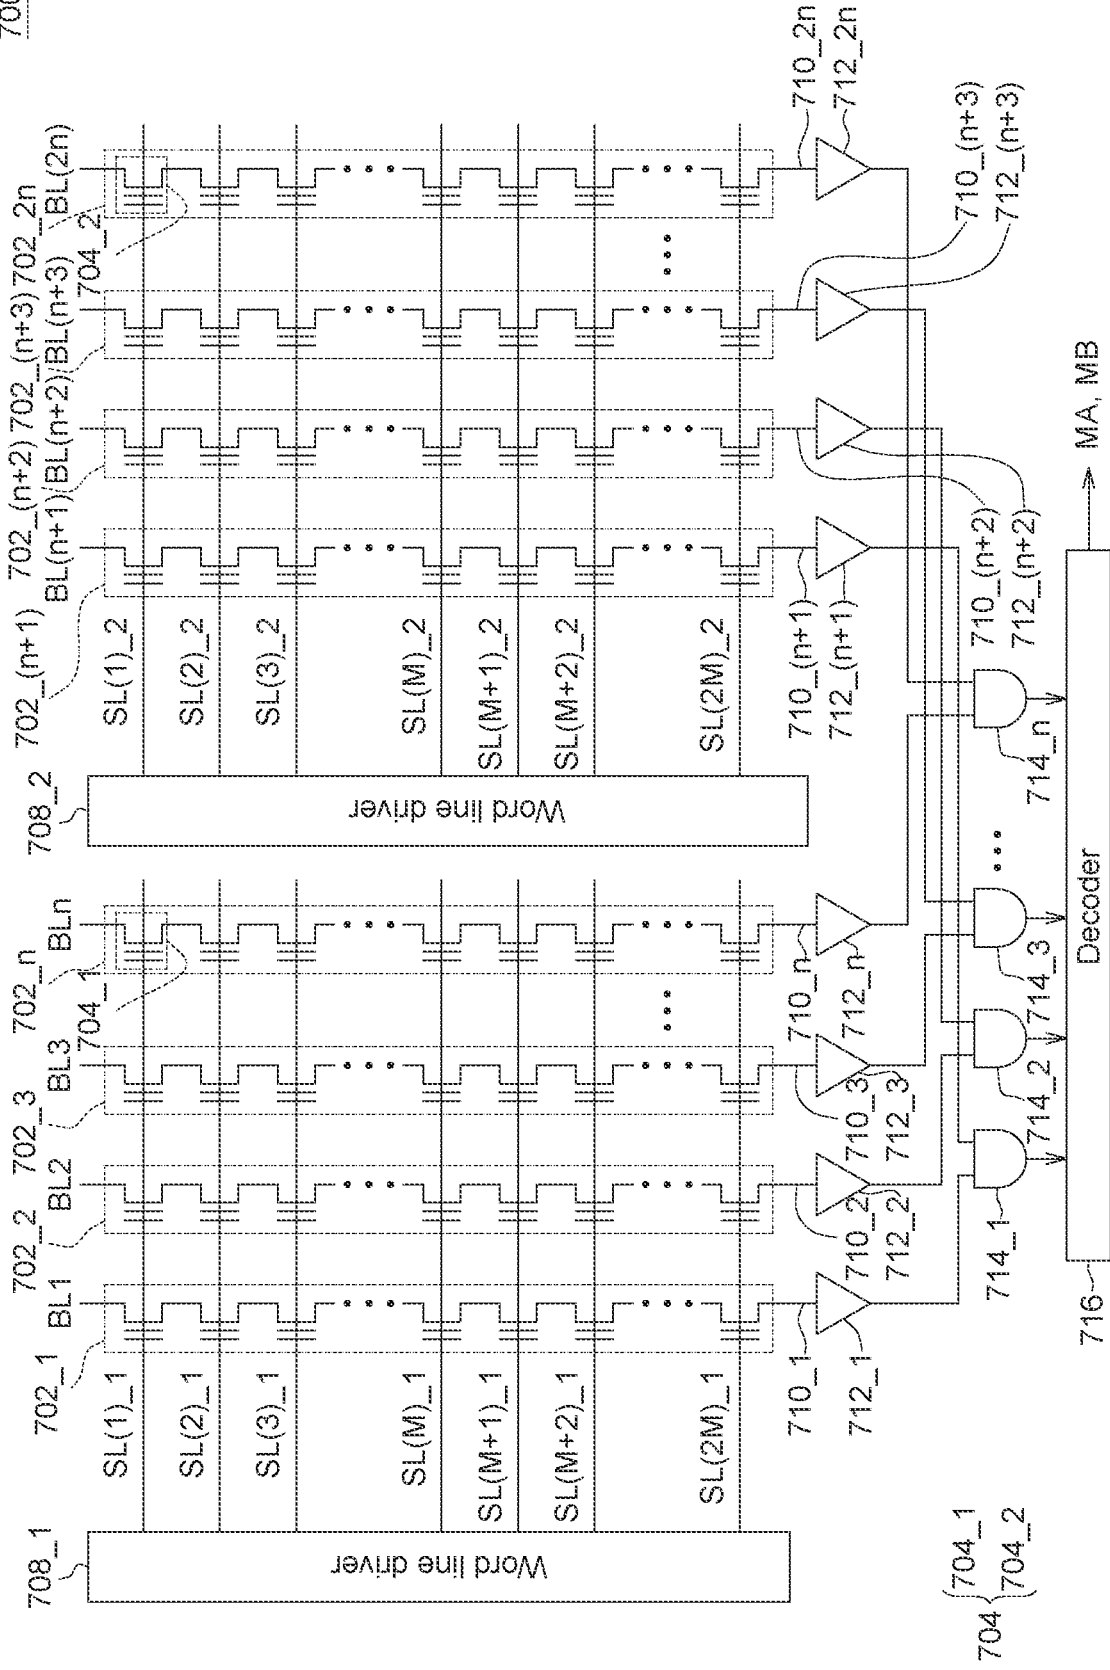 708_1
Word line driver
SL(1)_1
SL(2)_1
SL(3)_1
SL(M)_1
SL(M+1)_1
SL(M+2)_1
SL(2M)_1
702_1
BL1
702_2
BL2
702_3
BL3
702_n
BLn
704_1
710_1
712_1
710_2
712_2
710_3
712_3
710_n
712_n
708_2
Word line driver
SL(1)_2
SL(2)_2
SL(3)_2
SL(M)_2
SL(M+1)_2
SL(M+2)_2
SL(2M)_2
702_(n+1)
BL(n+1)
702_(n+2)
BL(n+2)
702_(n+3)
BL(n+3)
702_2n
BL(2n)
704_2
710_(n+1)
712_(n+1)
710_(n+2)
712_(n+2)
710_(n+3)
712_(n+3)
710_2n
712_2n
714_1
714_2
714_3
714_n
716
Decoder
MA, MB
704
704_1
704_2